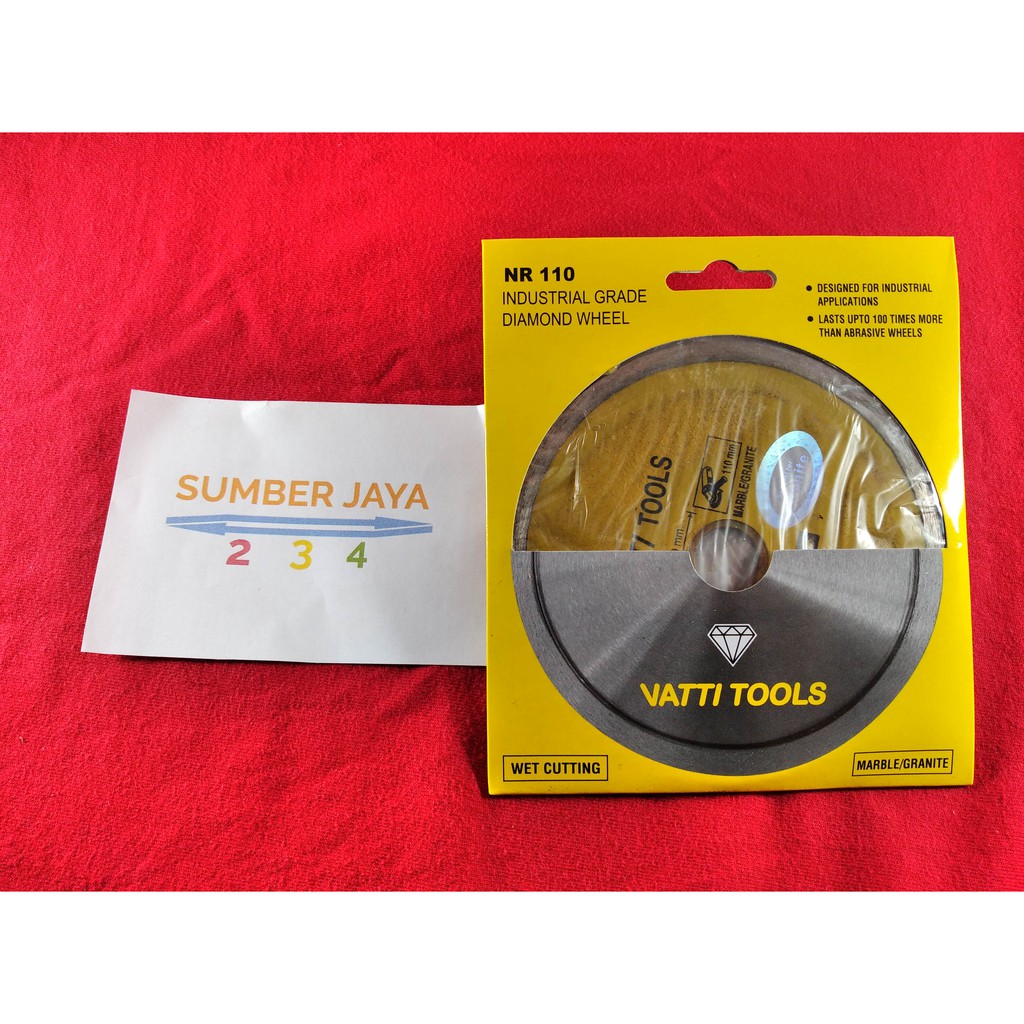 SUMBER JAYA
2 3 4
NR 110
INDUSTRIAL GRADE
DIAMOND WHEEL
● DESIGNED FOR INDUSTRIAL
APPLICATIONS
● LASTS UPTO 100 TIMES MORE
THAN ABRASIVE WHEELS
TOOLS
110 mm
MARBLE/GRANITE
mm
VATTI TOOLS
WET CUTTING
MARBLE/GRANITE